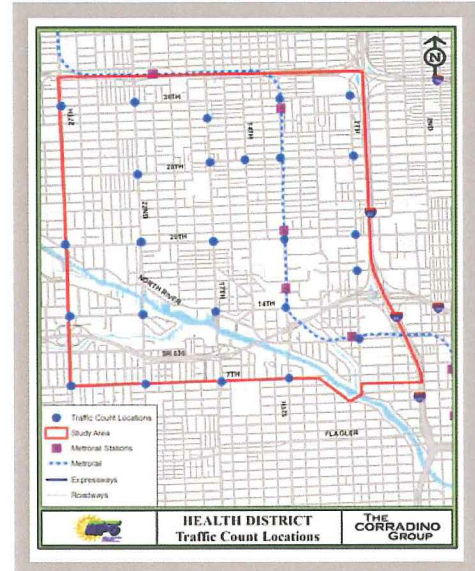 N
36TH
27TH
14TH
7TH
2ND
28TH
22ND
20TH
NORTH RIVER
17TH
14TH
SR 836
7TH
12TH
FLAGLER
Traffic Count Locations
Study Area
Metrorail Stations
Metrorail
Expressways
Roadways
HEALTH DISTRICT
Traffic Count Locations
THE
CORRADINO
GROUP